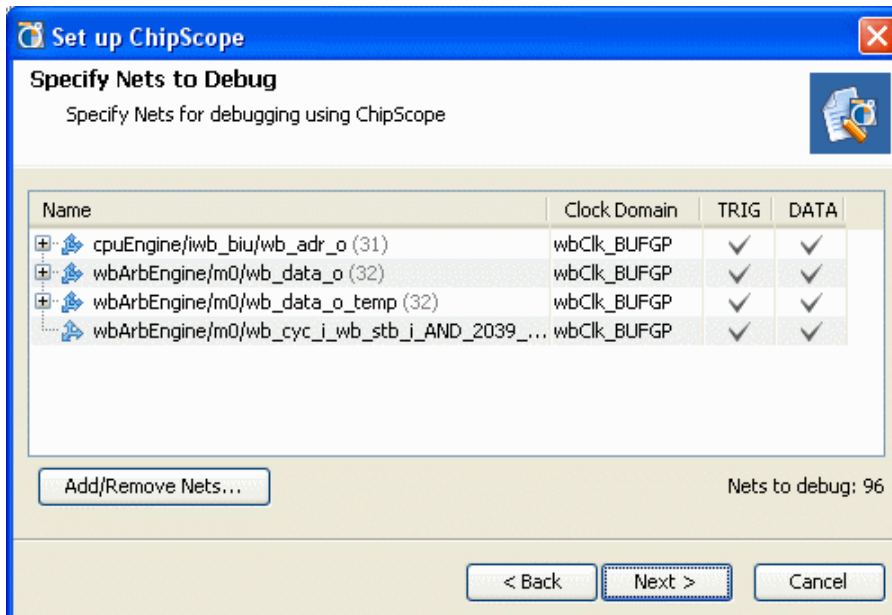 Set up ChipScope
Specify Nets to Debug
Specify Nets for debugging using ChipScope
Name Clock Domain TRIG DATA
cpuEngine/iwb_biu/wb_adr_o (31) wbClk_BUFGP
wbArbEngine/m0/wb_data_o (32) wbClk_BUFGP
wbArbEngine/m0/wb_data_o_temp (32) wbClk_BUFGP
wbArbEngine/m0/wb_cyc_i_wb_stb_i_AND_2039_... wbClk_BUFGP
Add/Remove Nets... Nets to debug: 96
< Back Next > Cancel